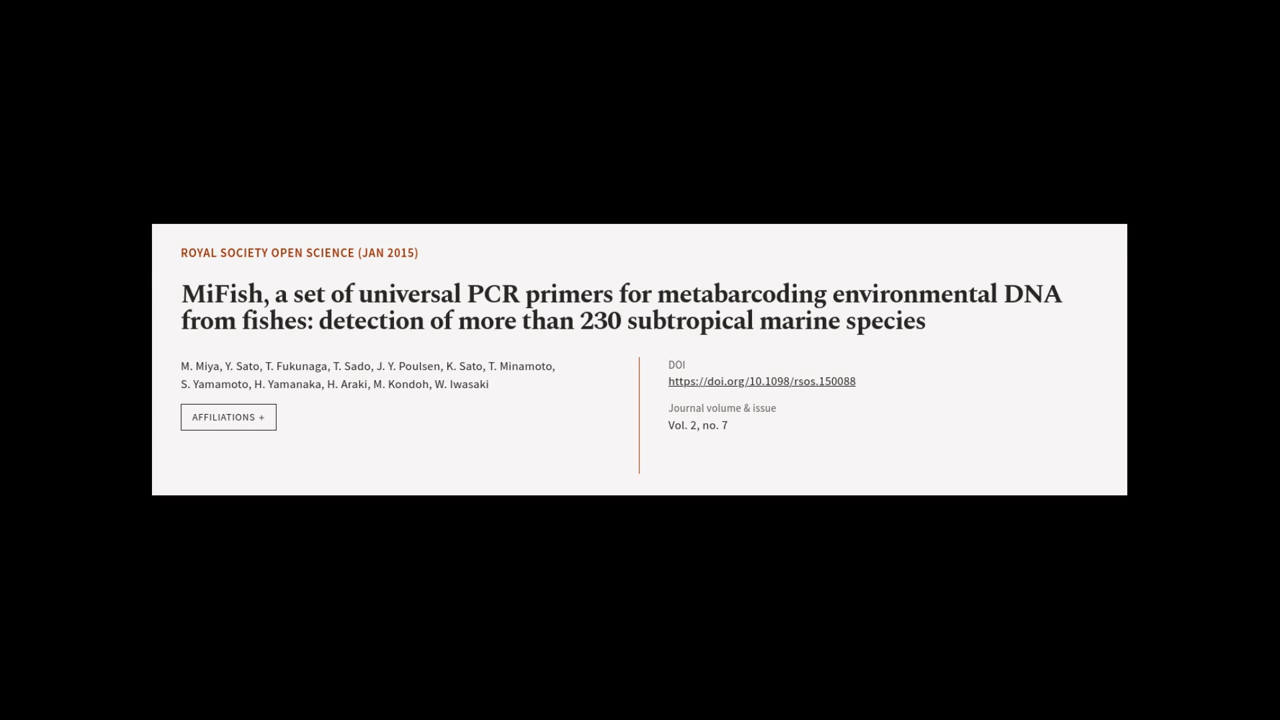 ROYAL SOCIETY OPEN SCIENCE (JAN 2015)
MiFish, a set of universal PCR primers for metabarcoding environmental DNA
from fishes: detection of more than 230 subtropical marine species
M. Miya, Y. Sato, T. Fukunaga, T. Sado, J. Y. Poulsen, K. Sato, T. Minamoto,
S. Yamamoto, H. Yamanaka, H. Araki, M. Kondoh, W. Iwasaki
AFFILIATIONS +
DOI
https://doi.org/10.1098/rsos.150088
Journal volume & issue
Vol. 2, no. 7